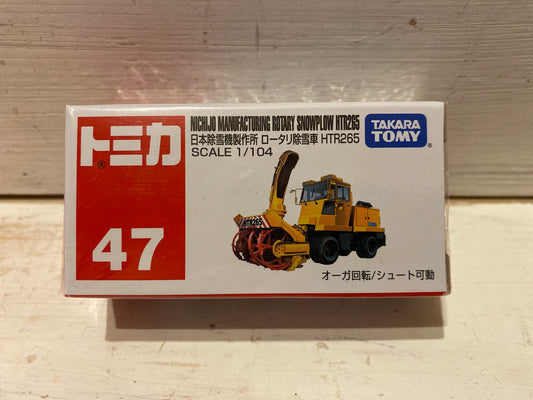 トミカ
®
47
NICHIJO MANUFACTURING ROTARY SNOWPLOW HTR265
日本除雪機製作所 ロータリ除雪車 HTR265
SCALE 1/104
TAKARA
TOMY
HTR265
オーガ回転/シュート可動